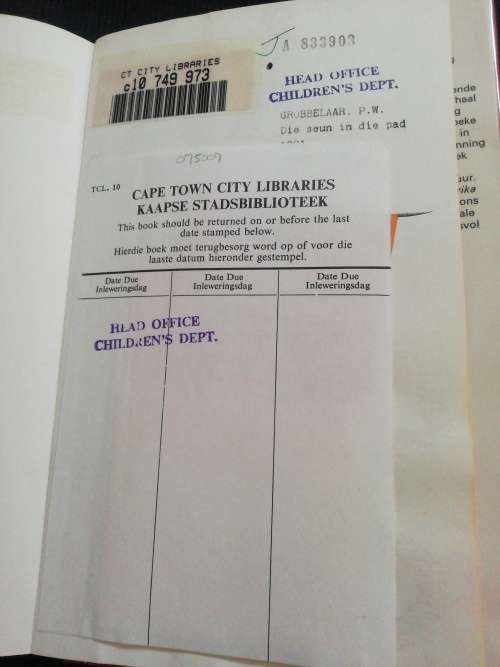 CT CITY LIBRARIES
c10 749 973
JA 833903
HEAD OFFICE
CHILDREN'S DEPT.
GROBBELAAR. P.W.
Die seun in die pad
075009
TCL. 10
CAPE TOWN CITY LIBRARIES
KAAPSE STADSBIBLIOTEEK
This book should be returned on or before the last
date stamped below.
Hierdie boek moet terugbesorg word op of voor die
laaste datum hieronder gestempel.
Date Due
Inleweringsdag
Date Due
Inleweringsdag
Date Due
Inleweringsdag
HEAD OFFICE
CHILDREN'S DEPT.